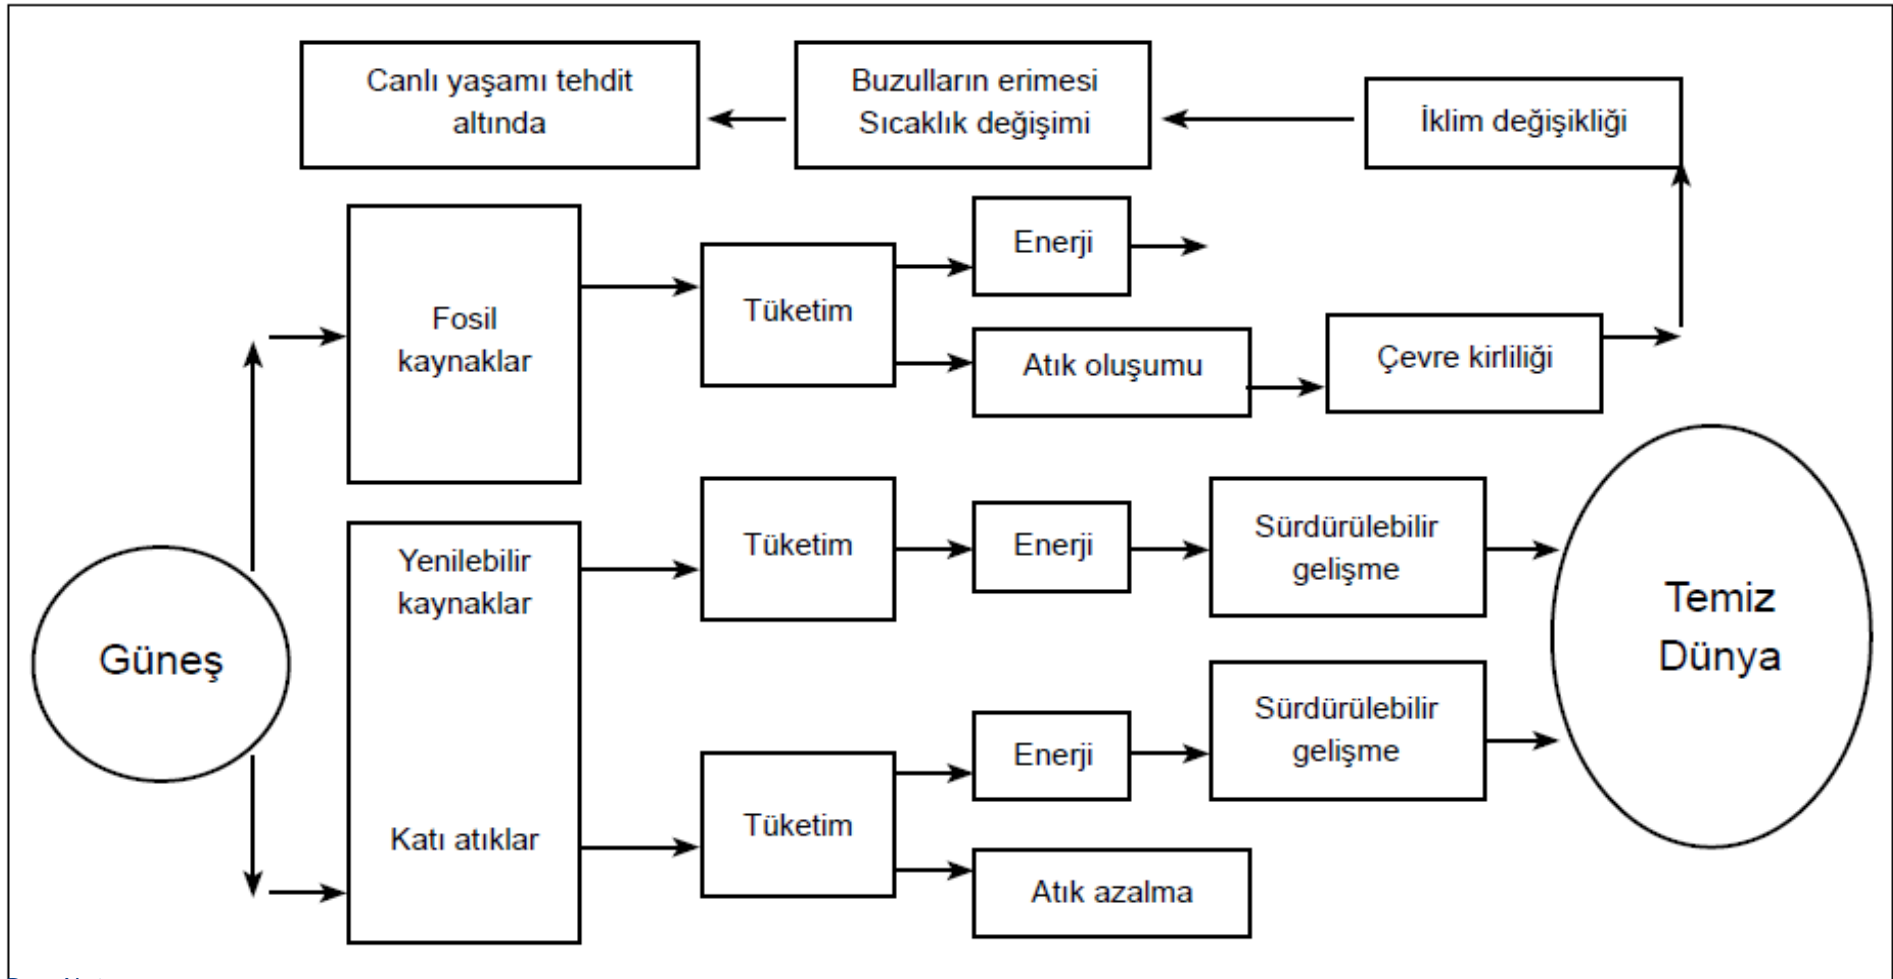 Canlı yaşamı tehdit
altında
Buzulların erimesi
Sıcaklık değişimi
İklim değişikliği
Fosil
kaynaklar
Tüketim
Enerji
Atık oluşumu
Çevre kirliliği
Güneş
Yenilebilir
kaynaklar
Tüketim
Enerji
Sürdürülebilir
gelişme
Temiz
Dünya
Katı atıklar
Tüketim
Enerji
Sürdürülebilir
gelişme
Atık azalma